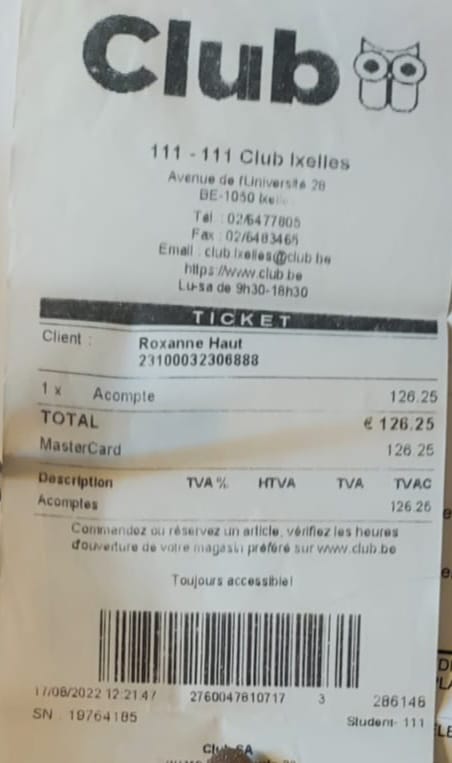 Club
111 - 111 Club Ixelles
Avenue de l'Université 28
BE-1050
Tel : 02/6477805
Fax : 02/6483465
Email : club.ixelles@club.be
https://www.club.be
Lu-sa de 9h30-18h30
TICKET
Client : Roxanne Haut
23100032306888
1 x Acompte 126.25
TOTAL € 126.25
MasterCard 126.25
Description TVA % HTVA TVA TVAC
Acomptes 126.25
Commandez ou réservez un article, vérifiez les heures
d'ouverture de votre magasin préféré sur www.club.be
Toujours accessible!
17/08/2022 12:21:47 2760047810717 3 286148
SN : 19764185 Student- 111
Club SA